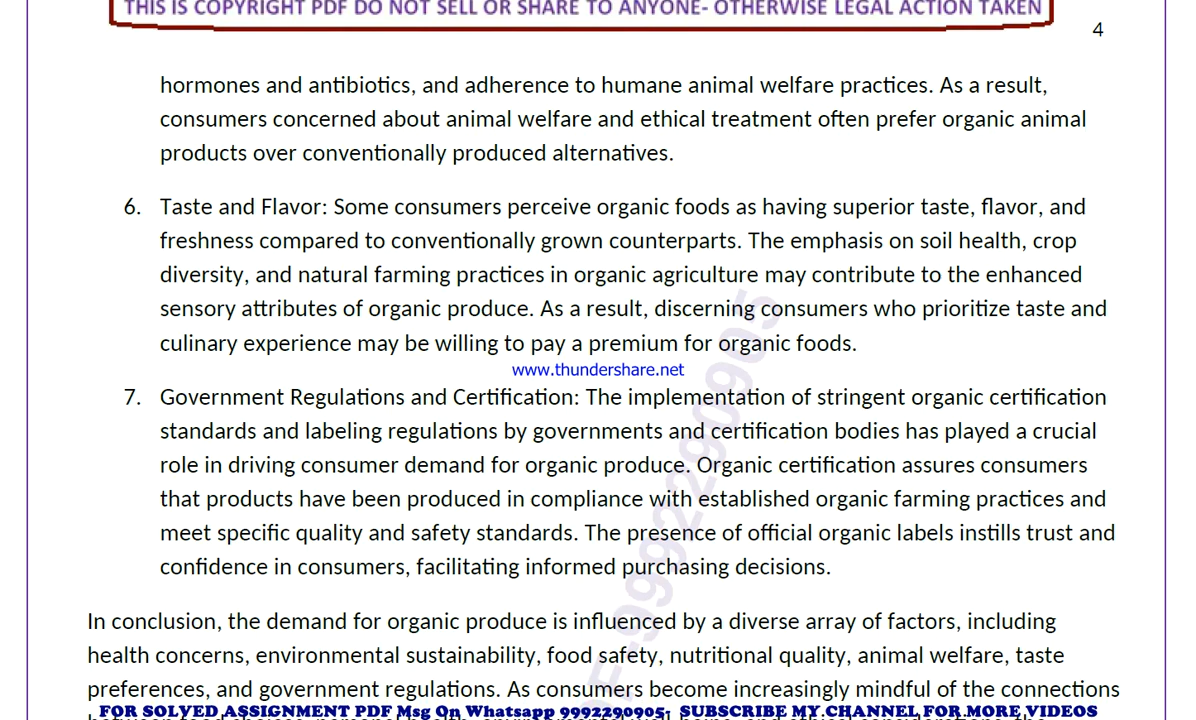 THIS IS COPYRIGHT PDF DO NOT SELL OR SHARE TO ANYONE- OTHERWISE LEGAL ACTION TAKEN
4
hormones and antibiotics, and adherence to humane animal welfare practices. As a result,
consumers concerned about animal welfare and ethical treatment often prefer organic animal
products over conventionally produced alternatives.
6. Taste and Flavor: Some consumers perceive organic foods as having superior taste, flavor, and
freshness compared to conventionally grown counterparts. The emphasis on soil health, crop
diversity, and natural farming practices in organic agriculture may contribute to the enhanced
sensory attributes of organic produce. As a result, discerning consumers who prioritize taste and
culinary experience may be willing to pay a premium for organic foods.
www.thundershare.net
7. Government Regulations and Certification: The implementation of stringent organic certification
standards and labeling regulations by governments and certification bodies has played a crucial
role in driving consumer demand for organic produce. Organic certification assures consumers
that products have been produced in compliance with established organic farming practices and
meet specific quality and safety standards. The presence of official organic labels instills trust and
confidence in consumers, facilitating informed purchasing decisions.
In conclusion, the demand for organic produce is influenced by a diverse array of factors, including
health concerns, environmental sustainability, food safety, nutritional quality, animal welfare, taste
preferences, and government regulations. As consumers become increasingly mindful of the connections
FOR SOLVED ASSIGNMENT PDF Msg On Whatsapp 9992290905, SUBSCRIBE MY CHANNEL FOR MORE VIDEOS
F-9992290905